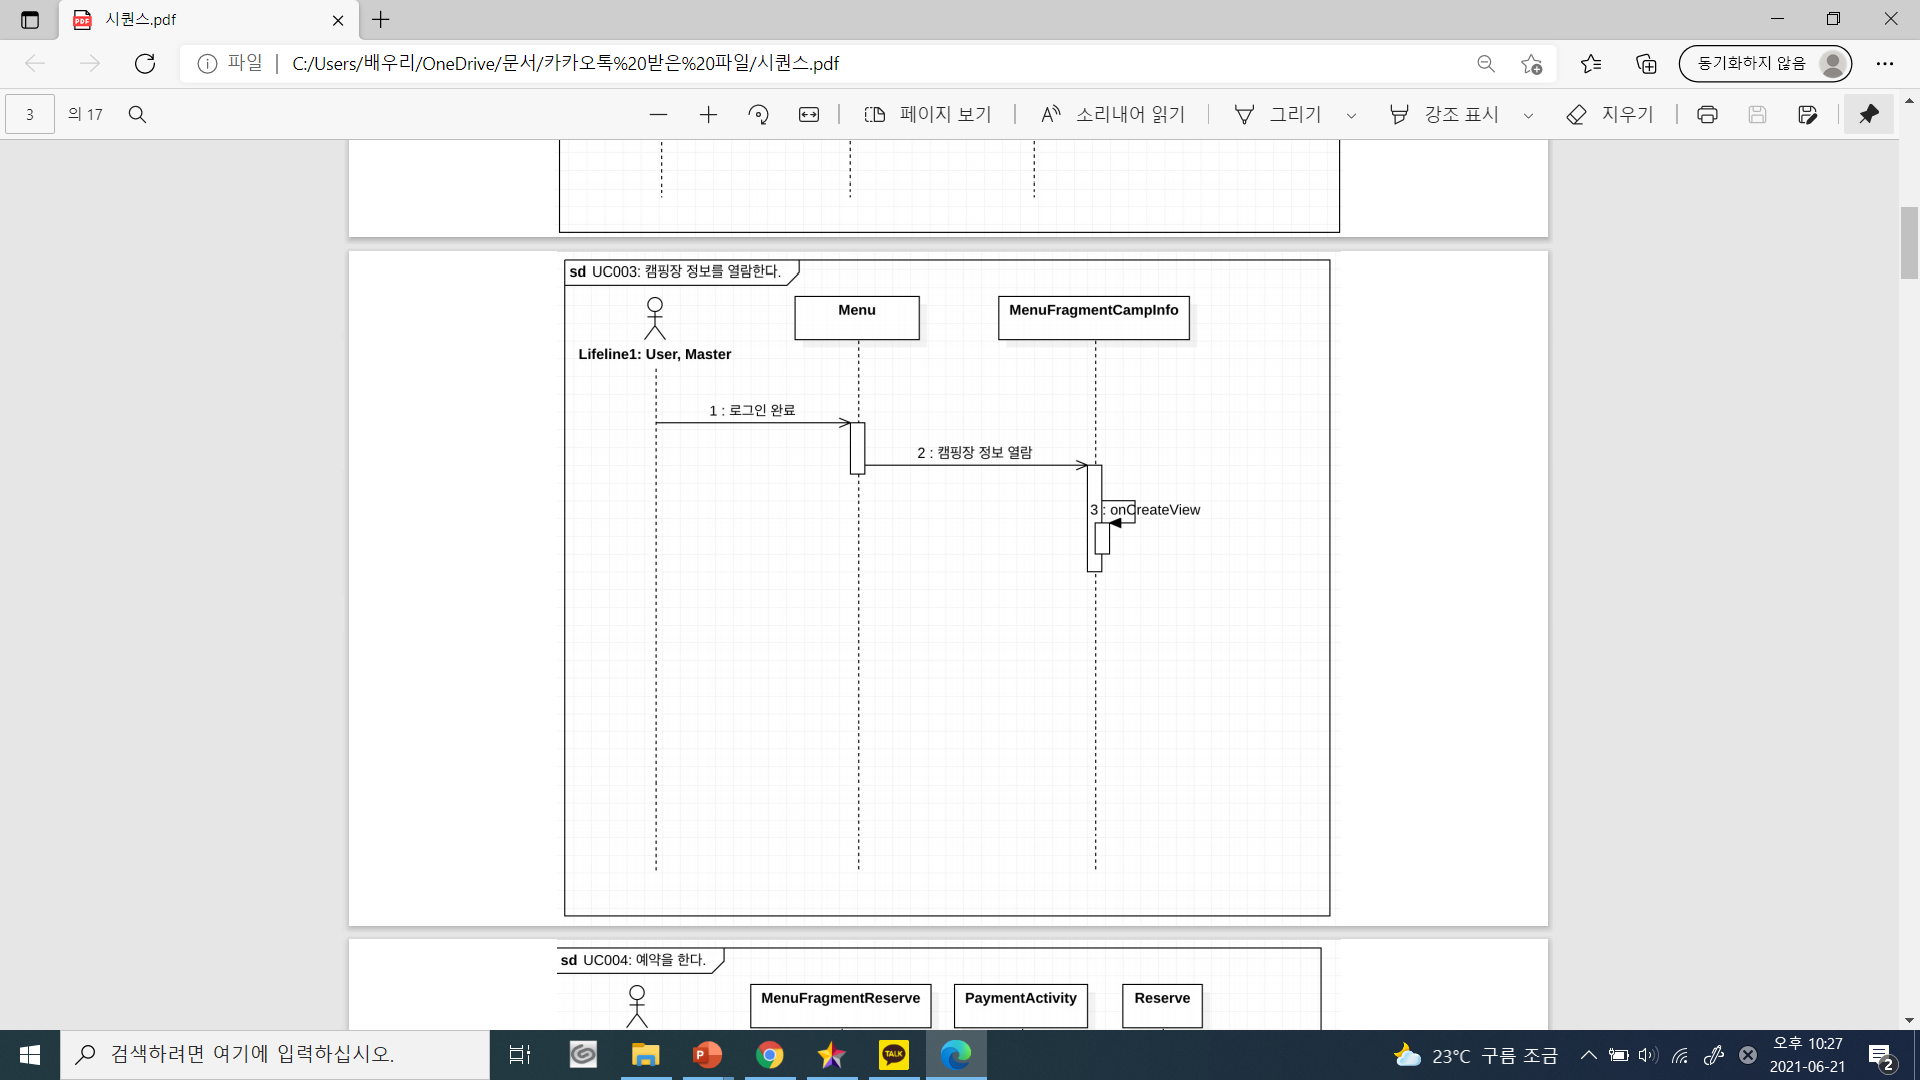 시퀀스.pdf
파일 | C:/Users/배우리/OneDrive/문서/카카오톡%20받은%20파일/시퀀스.pdf
동기화하지 않음
3 의 17
페이지 보기
소리내어 읽기
그리기
강조 표시
지우기
sd UC003: 캠핑장 정보를 열람한다.
Menu
MenuFragmentCampInfo
Lifeline1: User, Master
1 : 로그인 완료
2 : 캠핑장 정보 열람
3 : onCreateView
sd UC004: 예약을 한다.
MenuFragmentReserve
PaymentActivity
Reserve
검색하려면 여기에 입력하십시오.
TALK
23°C 구름 조금
오후 10:27
2021-06-21
2